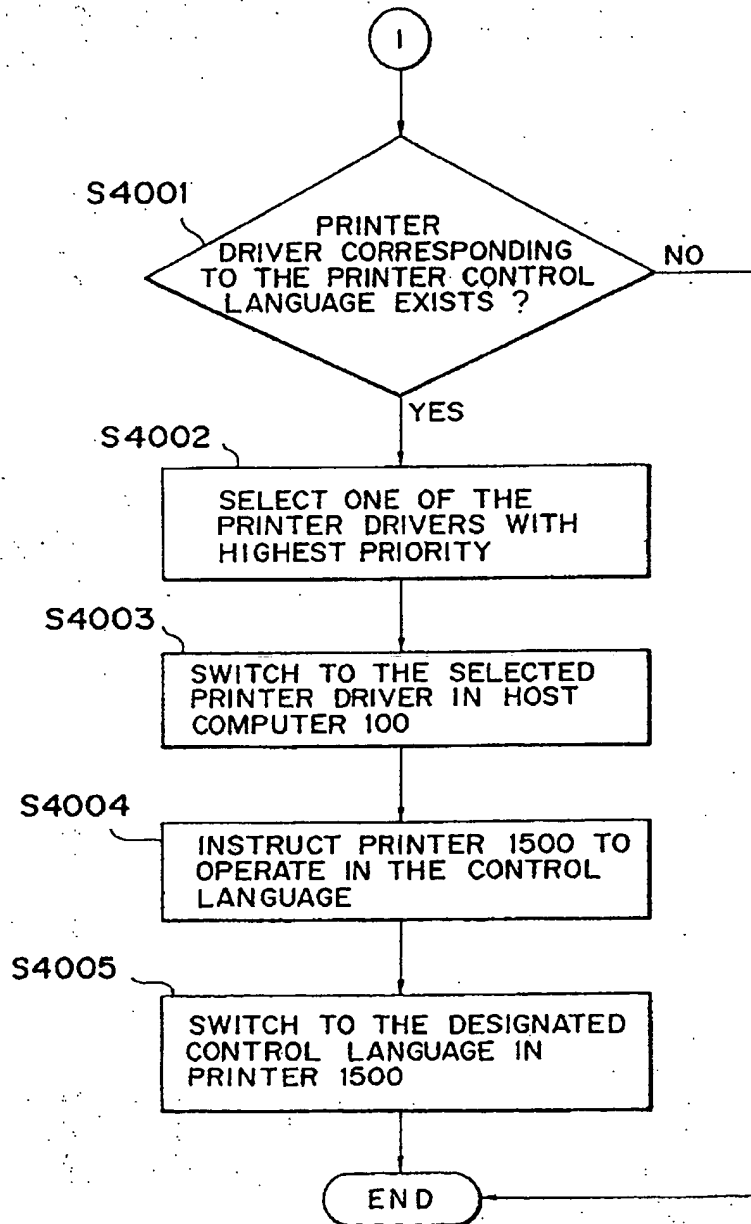 1
S4001
PRINTER
DRIVER CORRESPONDING
TO THE PRINTER CONTROL
LANGUAGE EXISTS ?
NO
YES
S4002
SELECT ONE OF THE
PRINTER DRIVERS WITH
HIGHEST PRIORITY
S4003
SWITCH TO THE SELECTED
PRINTER DRIVER IN HOST
COMPUTER 100
S4004
INSTRUCT PRINTER 1500 TO
OPERATE IN THE CONTROL
LANGUAGE
S4005
SWITCH TO THE DESIGNATED
CONTROL LANGUAGE IN
PRINTER 1500
END